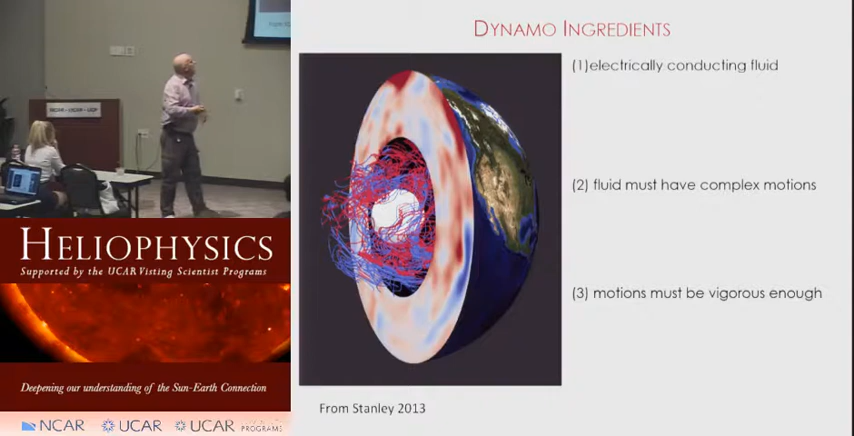 DYNAMO INGREDIENTS
(1)electrically conducting fluid
(2) fluid must have complex motions
(3) motions must be vigorous enough
From Stanley 2013
HELIOPHYSICS
Supported by the UCAR Visting Scientist Programs
Deepening our understanding of the Sun-Earth Connection
NCAR UCAR UCAR PROGRAMS